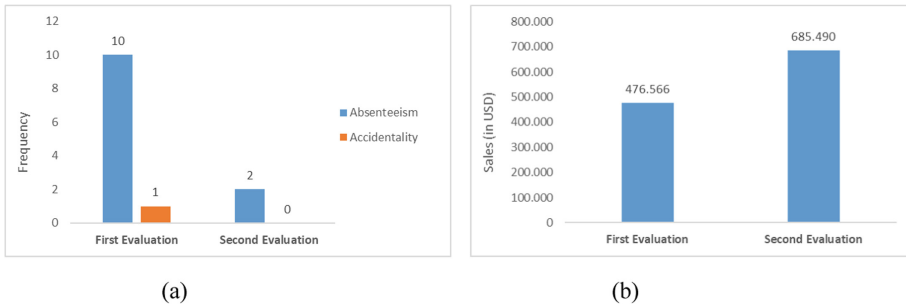 12
10
8
6
4
2
0
Frequency
10
1
2
0
First Evaluation
Second Evaluation
Absenteeism
Accidentality
(a)
800.000
700.000
600.000
500.000
400.000
300.000
200.000
100.000
0
Sales (in USD)
476.566
685.490
First Evaluation
Second Evaluation
(b)